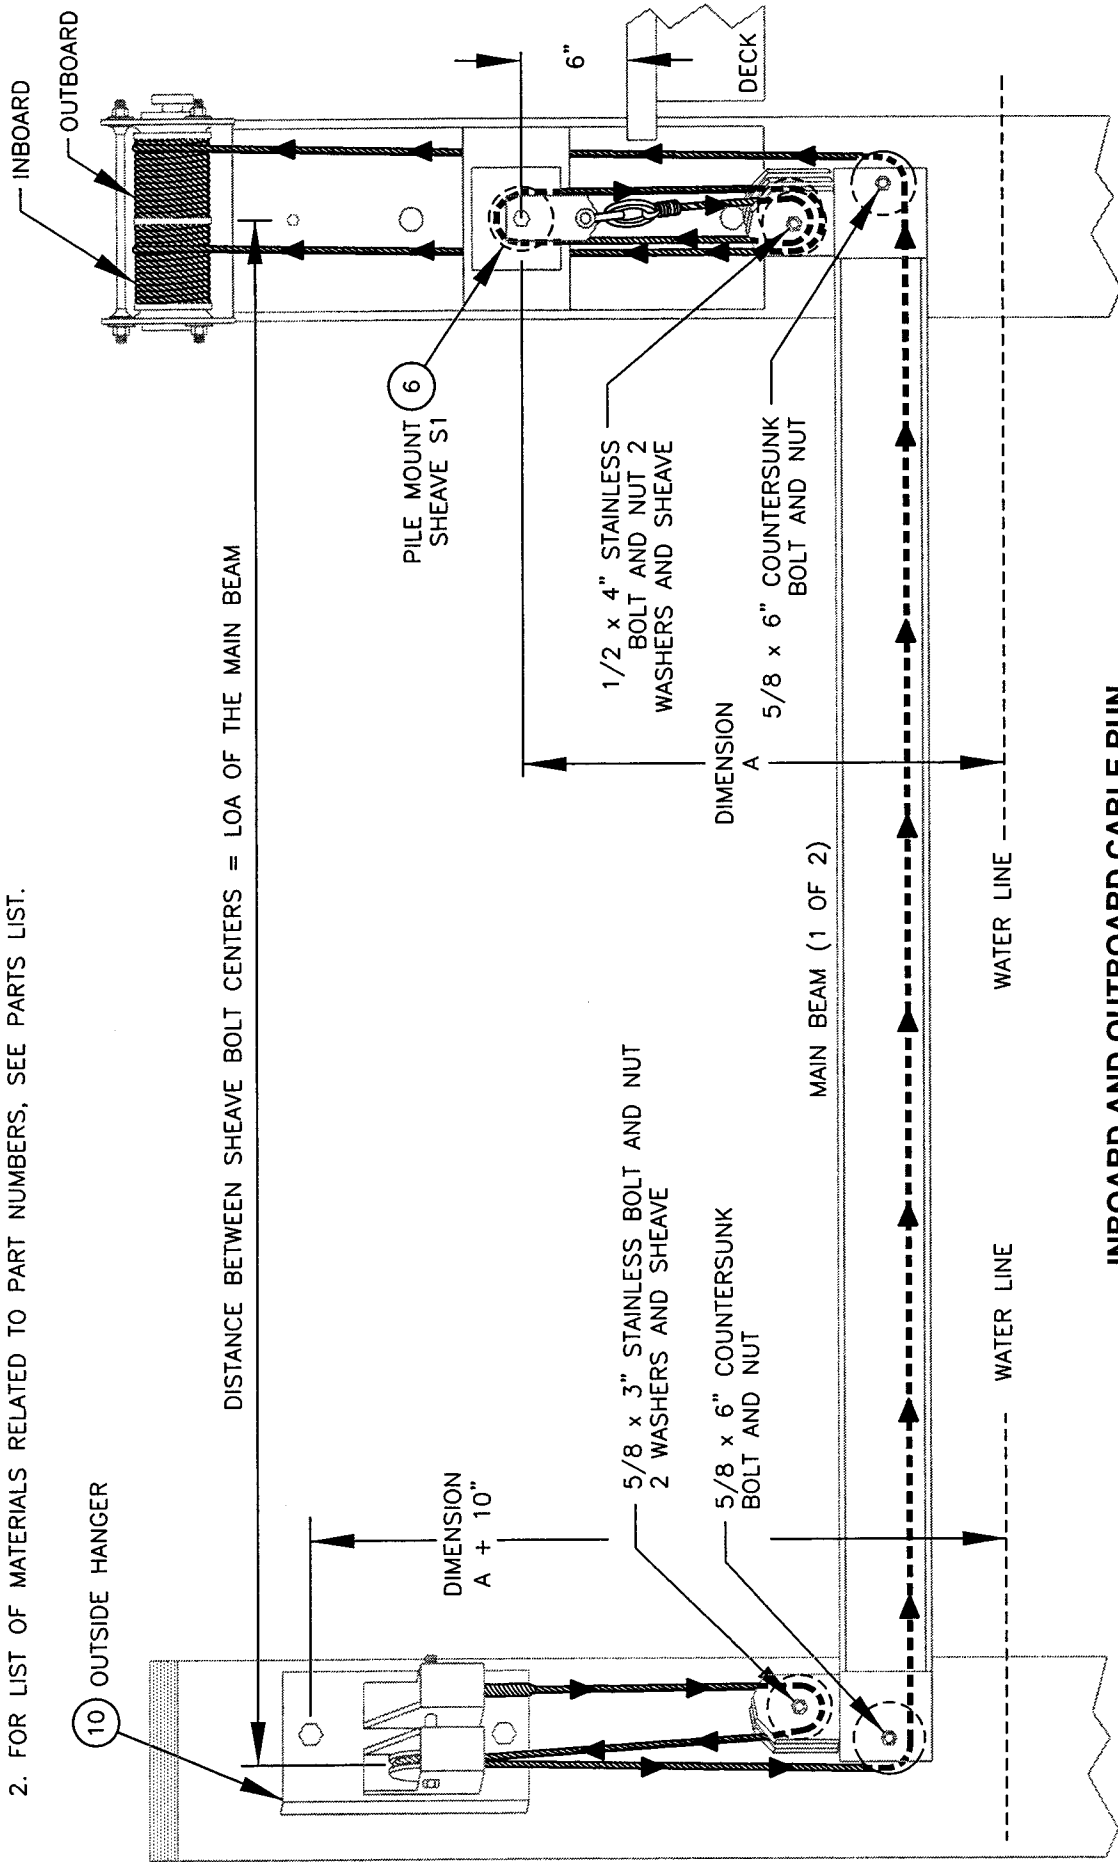 2. FOR LIST OF MATERIALS RELATED TO PART NUMBERS, SEE PARTS LIST.
10 OUTSIDE HANGER
INBOARD
OUTBOARD
DISTANCE BETWEEN SHEAVE BOLT CENTERS = LOA OF THE MAIN BEAM
6"
DECK
6
PILE MOUNT
SHEAVE S1
DIMENSION
A + 10"
1/2 x 4" STAINLESS
BOLT AND NUT 2
WASHERS AND SHEAVE
5/8 x 3" STAINLESS BOLT AND NUT
2 WASHERS AND SHEAVE
5/8 x 6" COUNTERSUNK
BOLT AND NUT
5/8 x 6" COUNTERSUNK
BOLT AND NUT
DIMENSION
A
MAIN BEAM (1 OF 2)
WATER LINE
WATER LINE
INBOARD AND OUTBOARD CABLE RUN